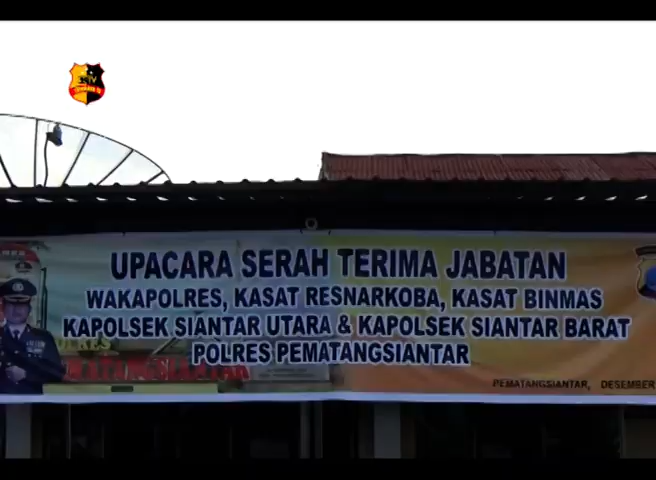 UPACARA SERAH TERIMA JABATAN
WAKAPOLRES, KASAT RESNARKOBA, KASAT BINMAS
KAPOLSEK SIANTAR UTARA & KAPOLSEK SIANTAR BARAT
POLRES PEMATANGSIANTAR
PEMATANGSIANTAR, DESEMBER